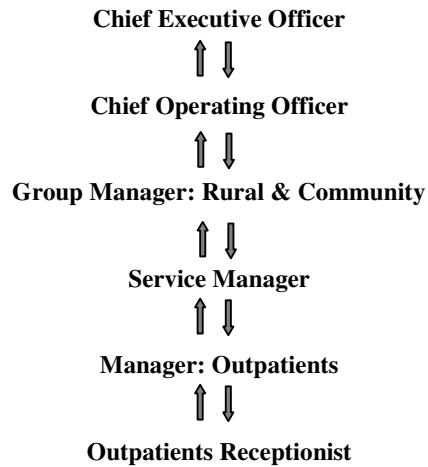 Chief Executive Officer
Chief Operating Officer
Group Manager: Rural & Community
Service Manager
Manager: Outpatients
Outpatients Receptionist